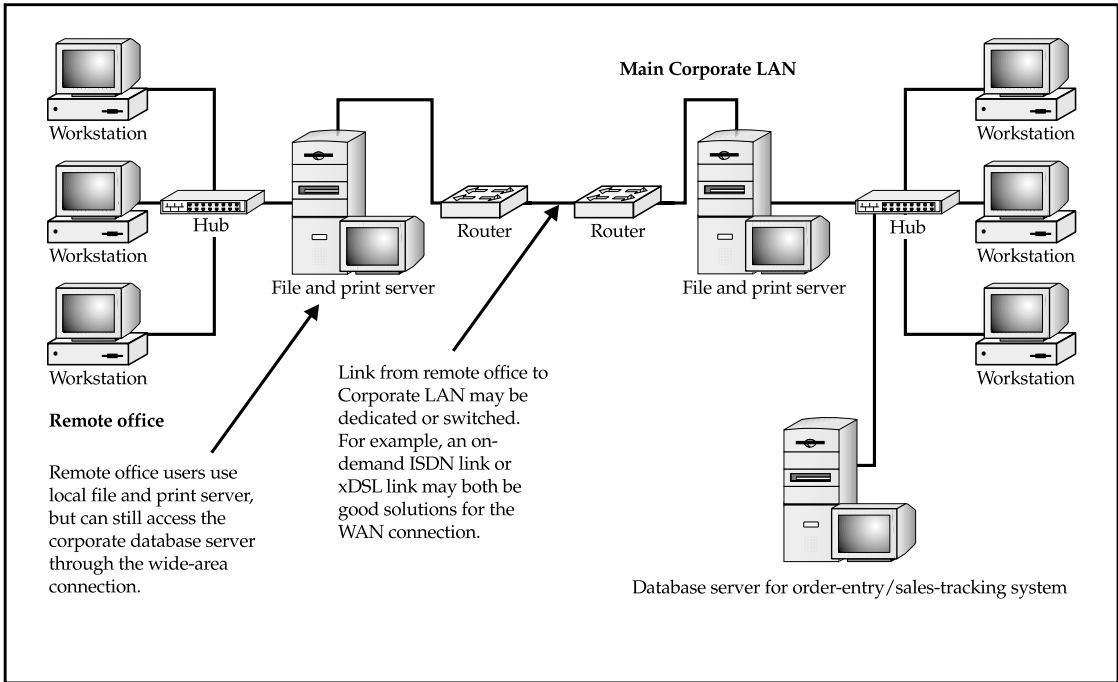 Main Corporate LAN
Workstation
Workstation
Workstation
Hub
File and print server
Router
Router
File and print server
Hub
Workstation
Workstation
Workstation
Remote office
Remote office users use
local file and print server,
but can still access the
corporate database server
through the wide-area
connection.
Link from remote office to
Corporate LAN may be
dedicated or switched.
For example, an on-
demand ISDN link or
xDSL link may both be
good solutions for the
WAN connection.
Database server for order-entry/sales-tracking system